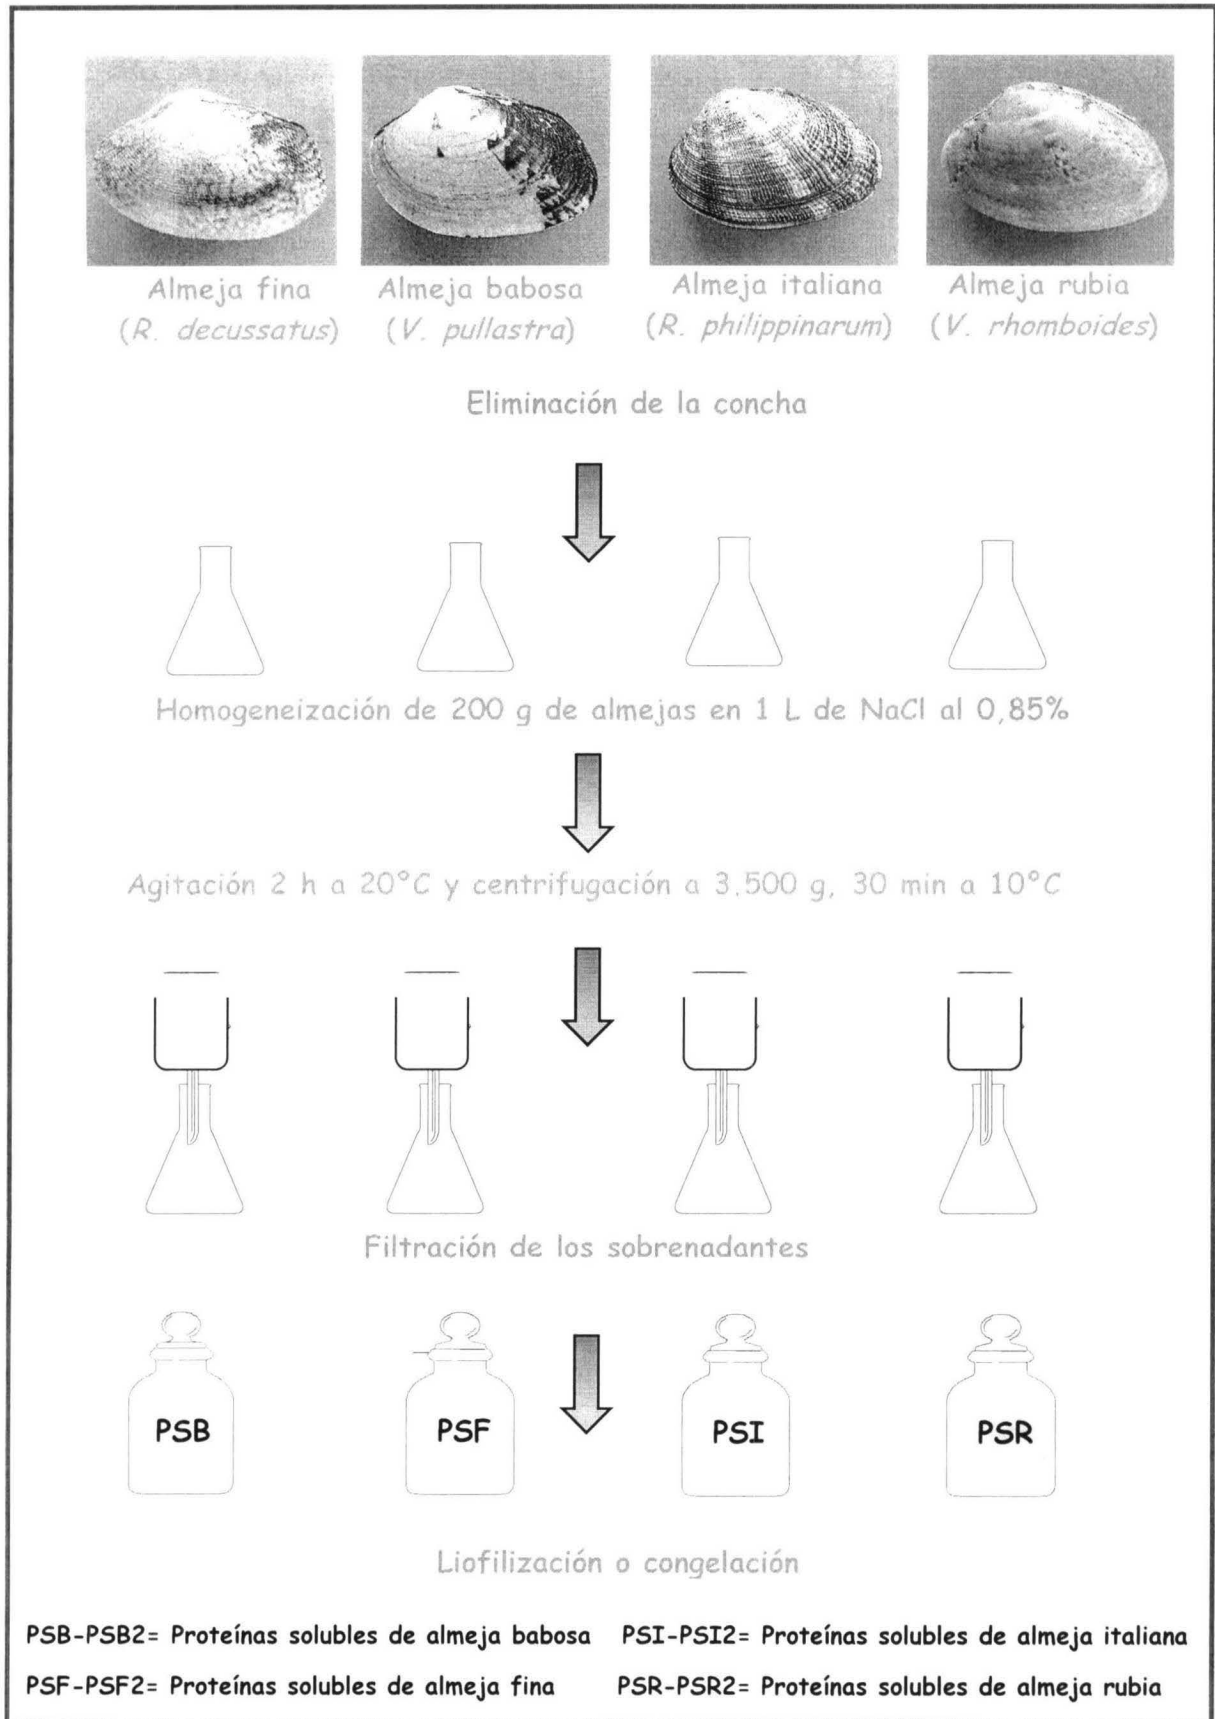 Almeja fina
(R. decussatus)
Almeja babosa
(V. pullastra)
Almeja italiana
(R. philippinarum)
Almeja rubia
(V. rhomboides)
Eliminación de la concha
Homogeneización de 200 g de almejas en 1 L de NaCl al 0,85%
Agitación 2 h a 20°C y centrifugación a 3.500 g, 30 min a 10°C
Filtración de los sobrenadantes
PSB
PSF
PSI
PSR
Liofilización o congelación
PSB-PSB2= Proteínas solubles de almeja babosa
PSI-PSI2= Proteínas solubles de almeja italiana
PSF-PSF2= Proteínas solubles de almeja fina
PSR-PSR2= Proteínas solubles de almeja rubia